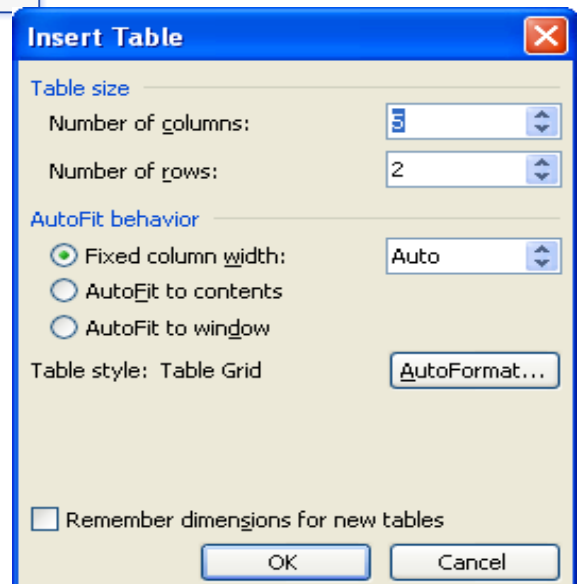 Insert Table
Table size
Number of columns: 5
Number of rows: 2
AutoFit behavior
Fixed column width: Auto
AutoFit to contents
AutoFit to window
Table style: Table Grid AutoFormat...
Remember dimensions for new tables
OK Cancel